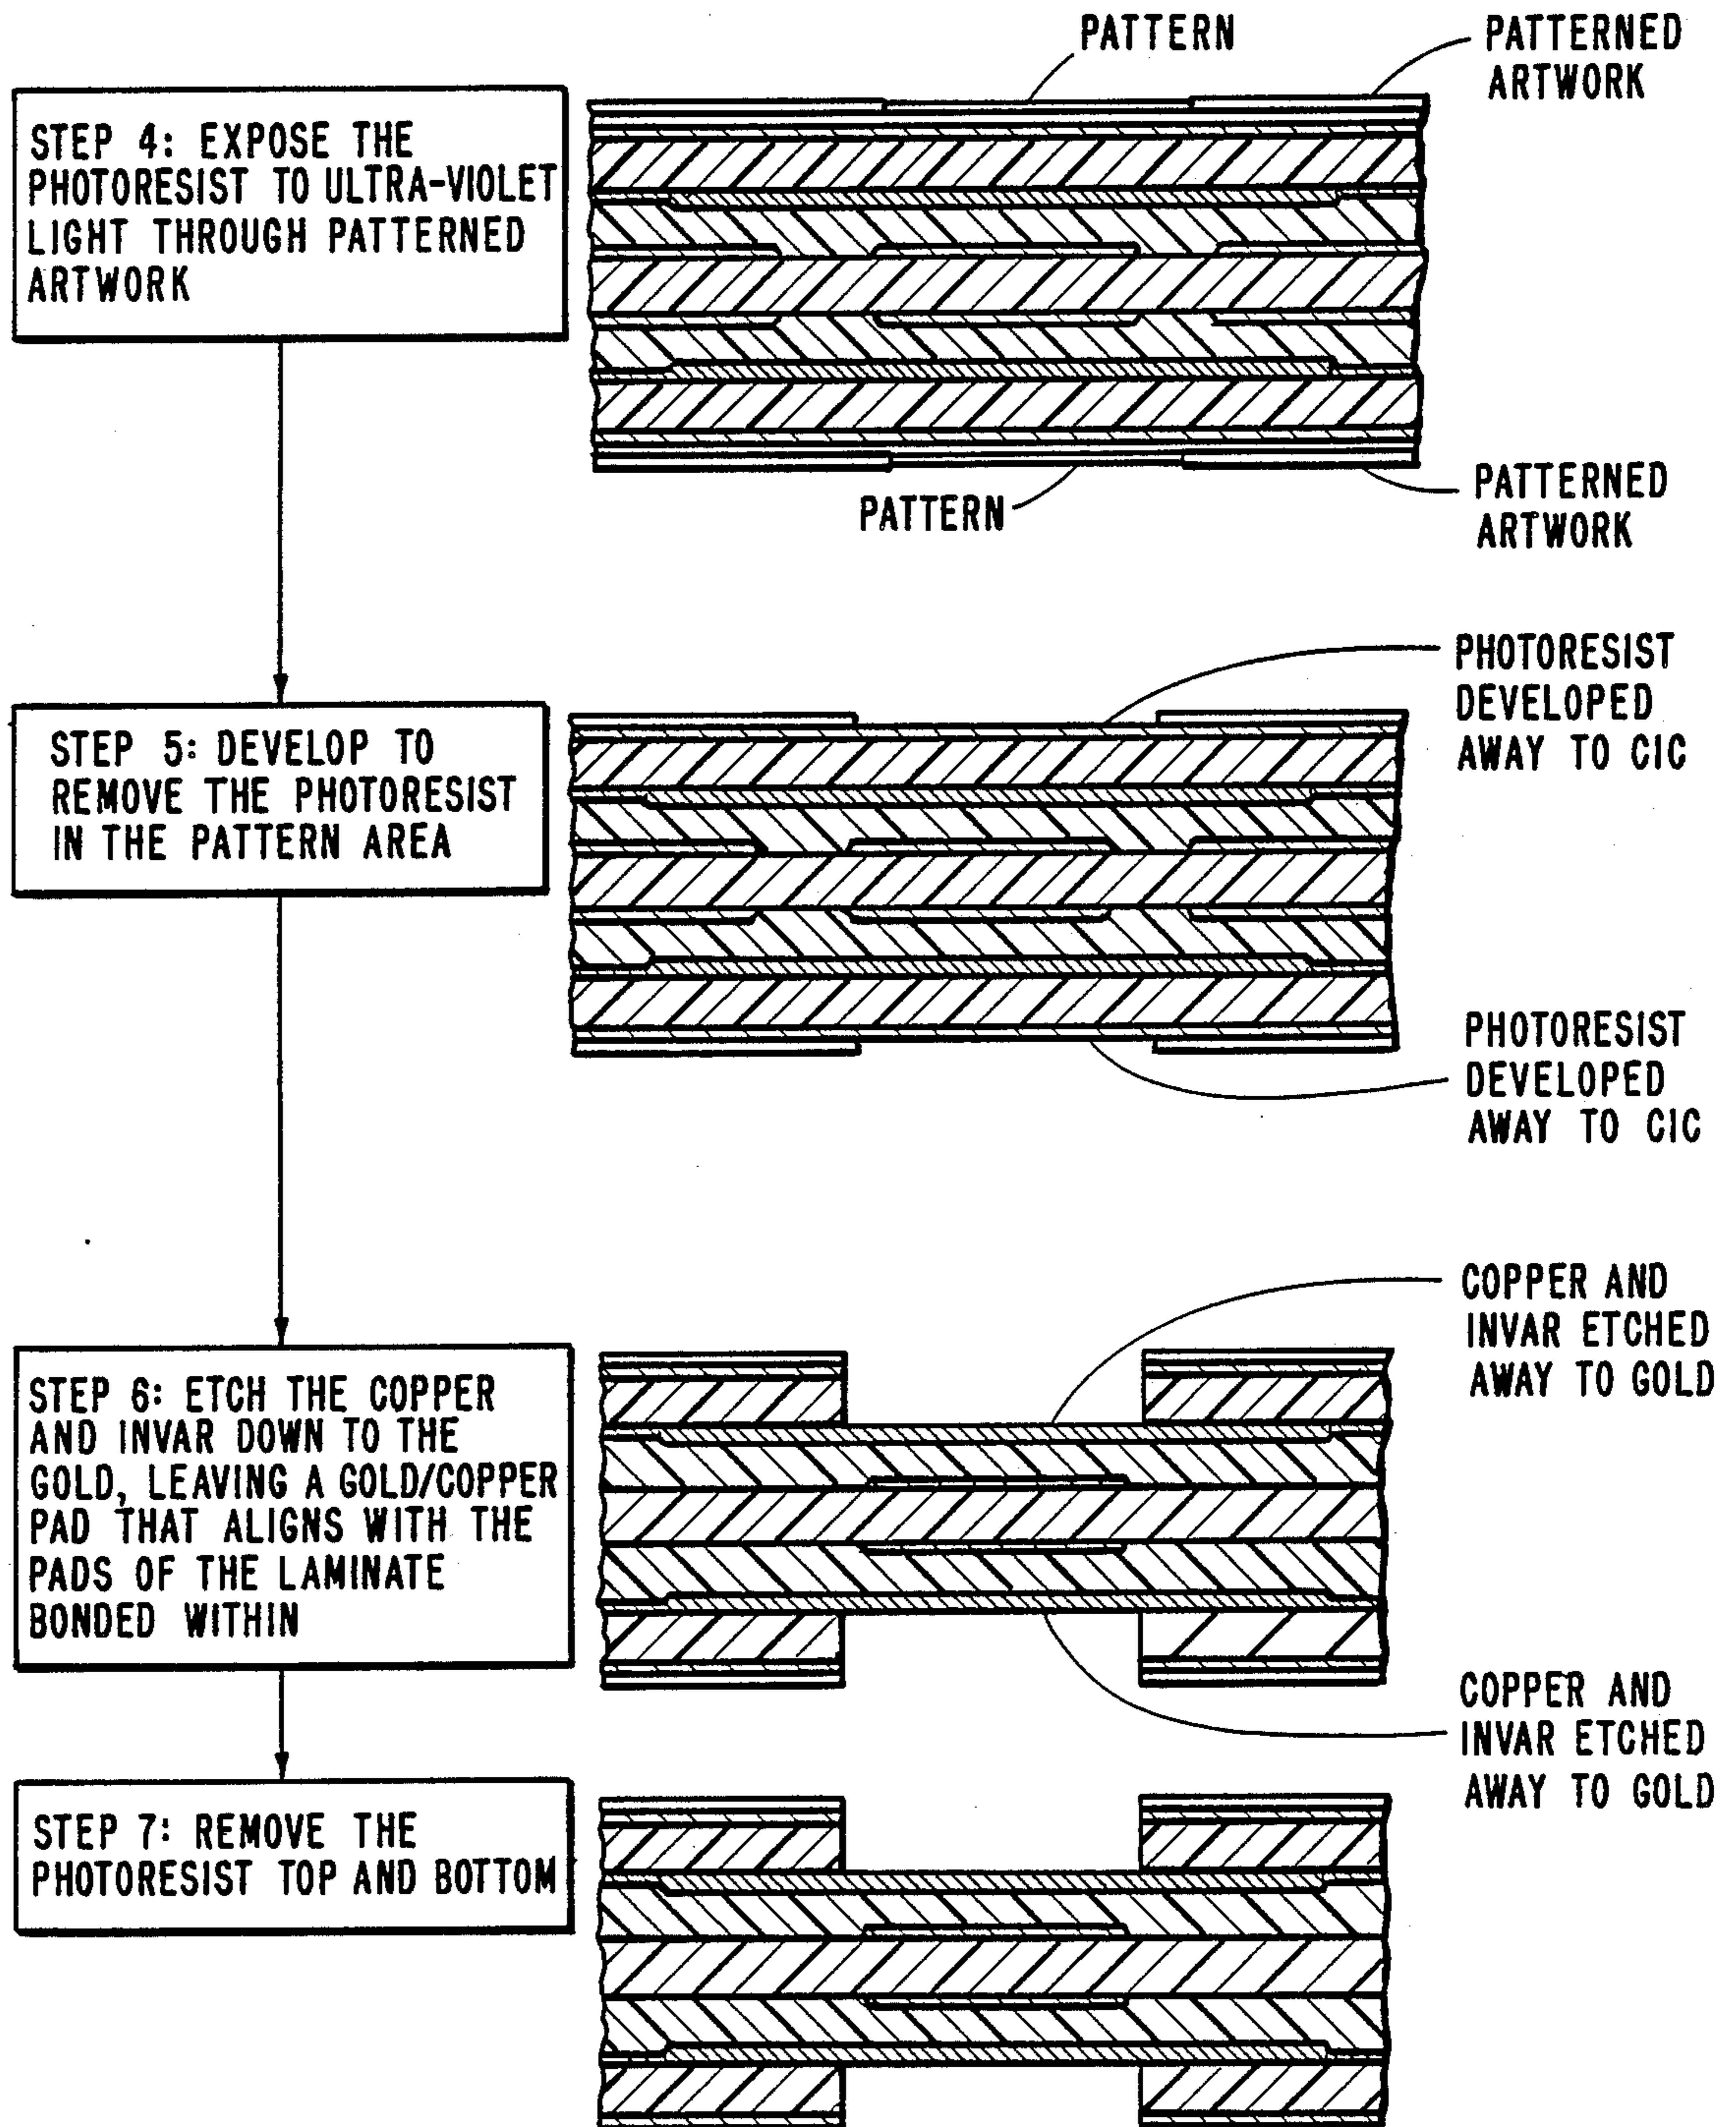 PATTERN
PATTERNED
ARTWORK
STEP 4: EXPOSE THE
PHOTORESIST TO ULTRA-VIOLET
LIGHT THROUGH PATTERNED
ARTWORK
PATTERN
PATTERNED
ARTWORK
PHOTORESIST
DEVELOPED
AWAY TO CIC
STEP 5: DEVELOP TO
REMOVE THE PHOTORESIST
IN THE PATTERN AREA
PHOTORESIST
DEVELOPED
AWAY TO CIC
COPPER AND
INVAR ETCHED
AWAY TO GOLD
STEP 6: ETCH THE COPPER
AND INVAR DOWN TO THE
GOLD, LEAVING A GOLD/COPPER
PAD THAT ALIGNS WITH THE
PADS OF THE LAMINATE
BONDED WITHIN
COPPER AND
INVAR ETCHED
AWAY TO GOLD
STEP 7: REMOVE THE
PHOTORESIST TOP AND BOTTOM